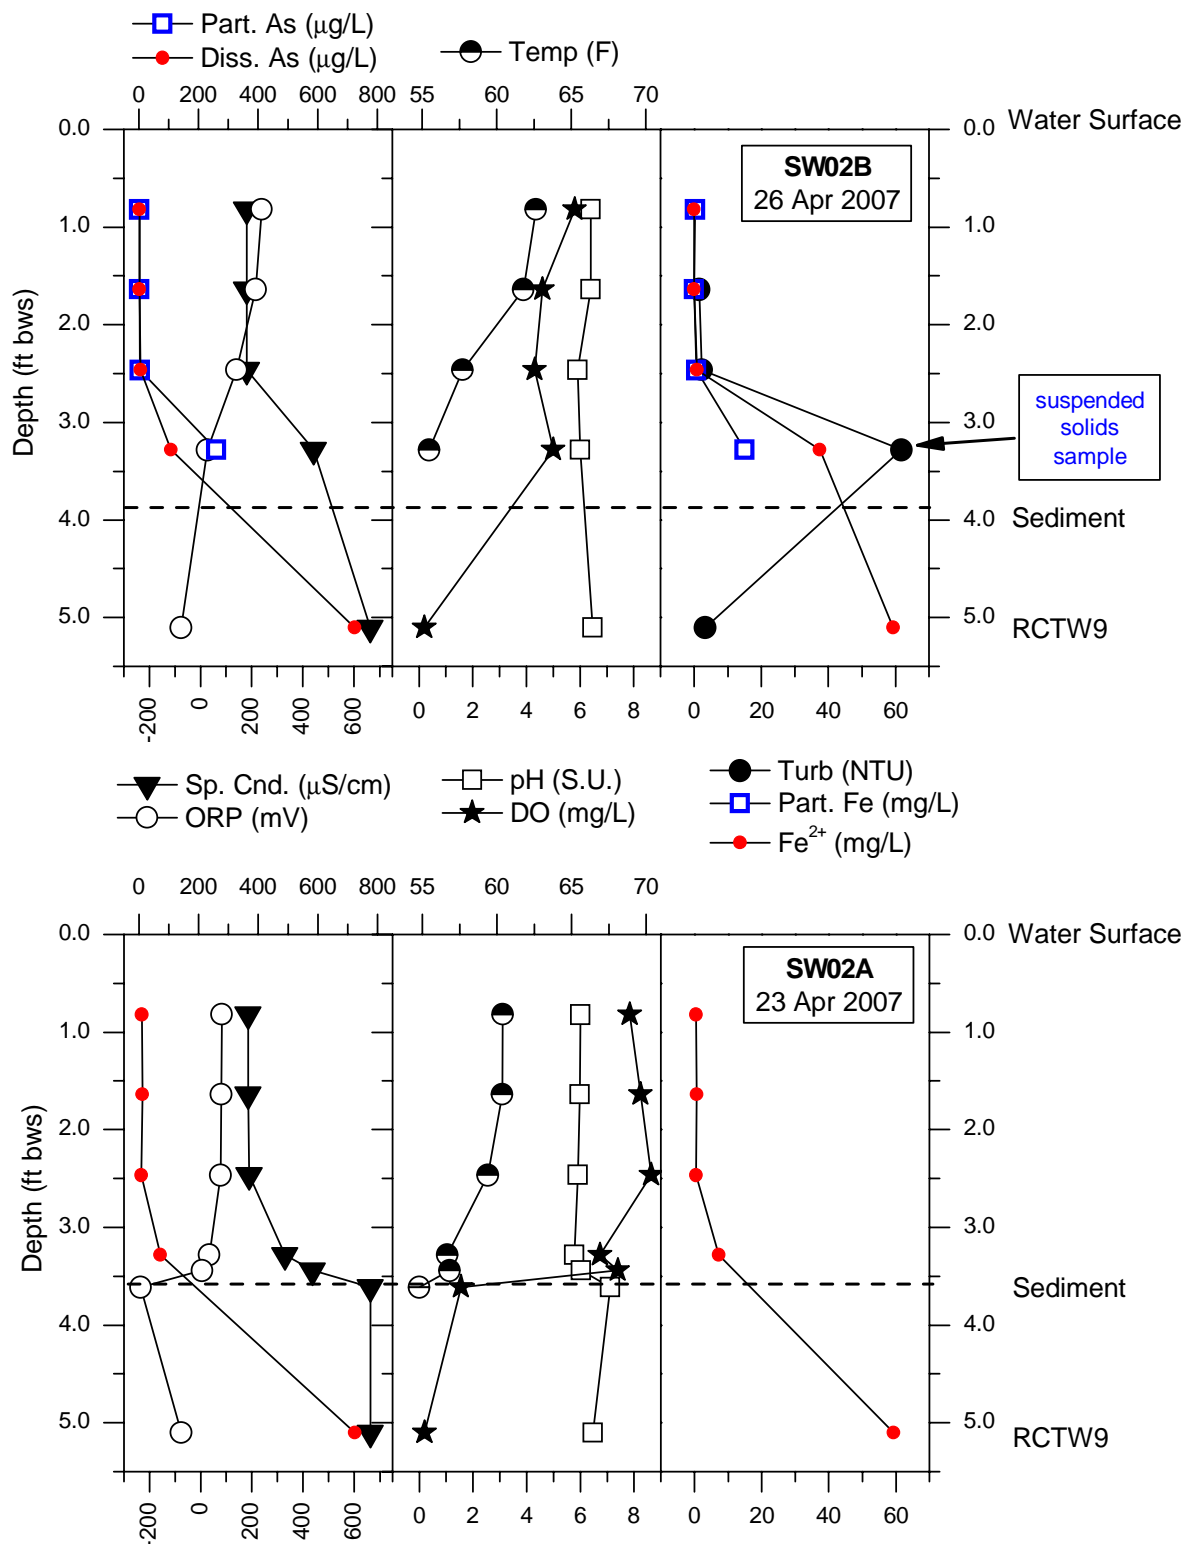 Part. As (μg/L)
Diss. As (μg/L)
Temp (F)
0 200 400 600 800
55 60 65 70
0.0 0.0 Water Surface
SW02B
26 Apr 2007
1.0 1.0
2.0 2.0
Depth (ft bws)
3.0 3.0
suspended
solids
sample
4.0 4.0 Sediment
5.0 5.0 RCTW9
-200 0 200 400 600
0 2 4 6 8
0 20 40 60
Sp. Cnd. (μS/cm)
ORP (mV)
pH (S.U.)
DO (mg/L)
Turb (NTU)
Part. Fe (mg/L)
Fe2+ (mg/L)
0 200 400 600 800
55 60 65 70
0.0 0.0 Water Surface
SW02A
23 Apr 2007
1.0 1.0
2.0 2.0
Depth (ft bws)
3.0 3.0
Sediment
4.0 4.0
5.0 5.0
RCTW9
-200 0 200 400 600
0 2 4 6 8
0 20 40 60